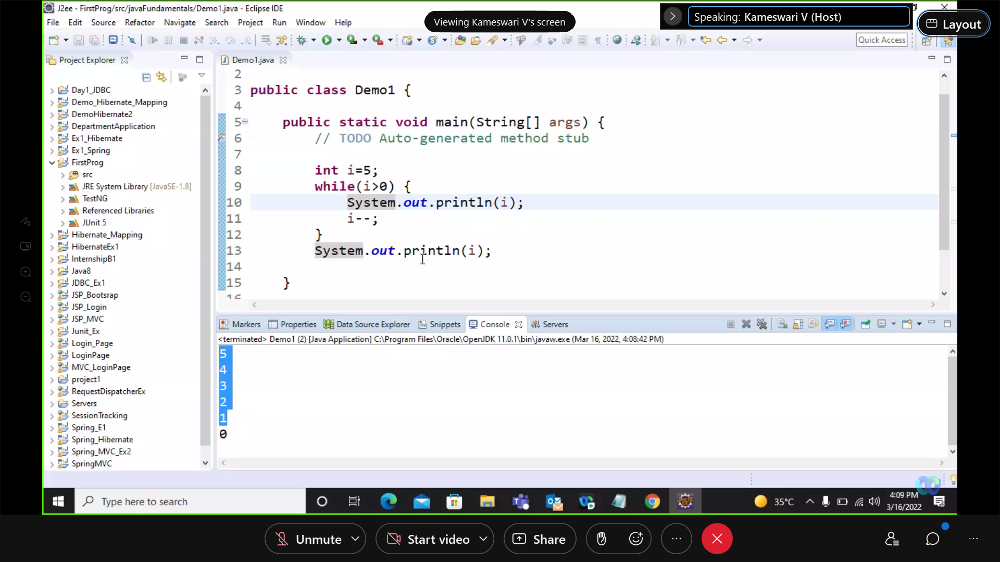 J2ee - FirstProg/src/javaFundamentals/Demo1.java - Eclipse IDE
Viewing Kameswari V's screen
Speaking: Kameswari V (Host)
Layout
File Edit Source Refactor Navigate Search Project Run Window Help
Quick Access
Project Explorer
Day1_JDBC
Demo_Hibernate_Mapping
DemoHibernate2
DepartmentApplication
Ex1_Hibernate
Ex1_Spring
FirstProg
src
JRE System Library [JavaSE-1.8]
TestNG
Referenced Libraries
JUnit 5
Hibernate_Mapping
HibernateEx1
InternshipB1
Java8
JDBC_Ex1
JSP_Bootsrap
JSP_Login
JSP_MVC
Junit_Ex
Login_Page
LoginPage
MVC_LoginPage
project1
RequestDispatcherEx
Servers
SessionTracking
Spring_E1
Spring_Hibernate
Spring_MVC_Ex2
SpringMVC
Demo1.java
2
3 public class Demo1 {
4
5 public static void main(String[] args) {
6 // TODO Auto-generated method stub
7
8 int i=5;
9 while(i>0) {
10 System.out.println(i);
11 i--;
12 }
13 System.out.println(i);
14
15 }
16
Markers Properties Data Source Explorer Snippets Console Servers
<terminated> Demo1 (2) [Java Application] C:\Program Files\Oracle\OpenJDK 11.0.1\bin\javaw.exe (Mar 16, 2022, 4:08:42 PM)
5
4
3
2
1
0
Type here to search
35°C
4:09 PM
3/16/2022
Unmute Start video Share